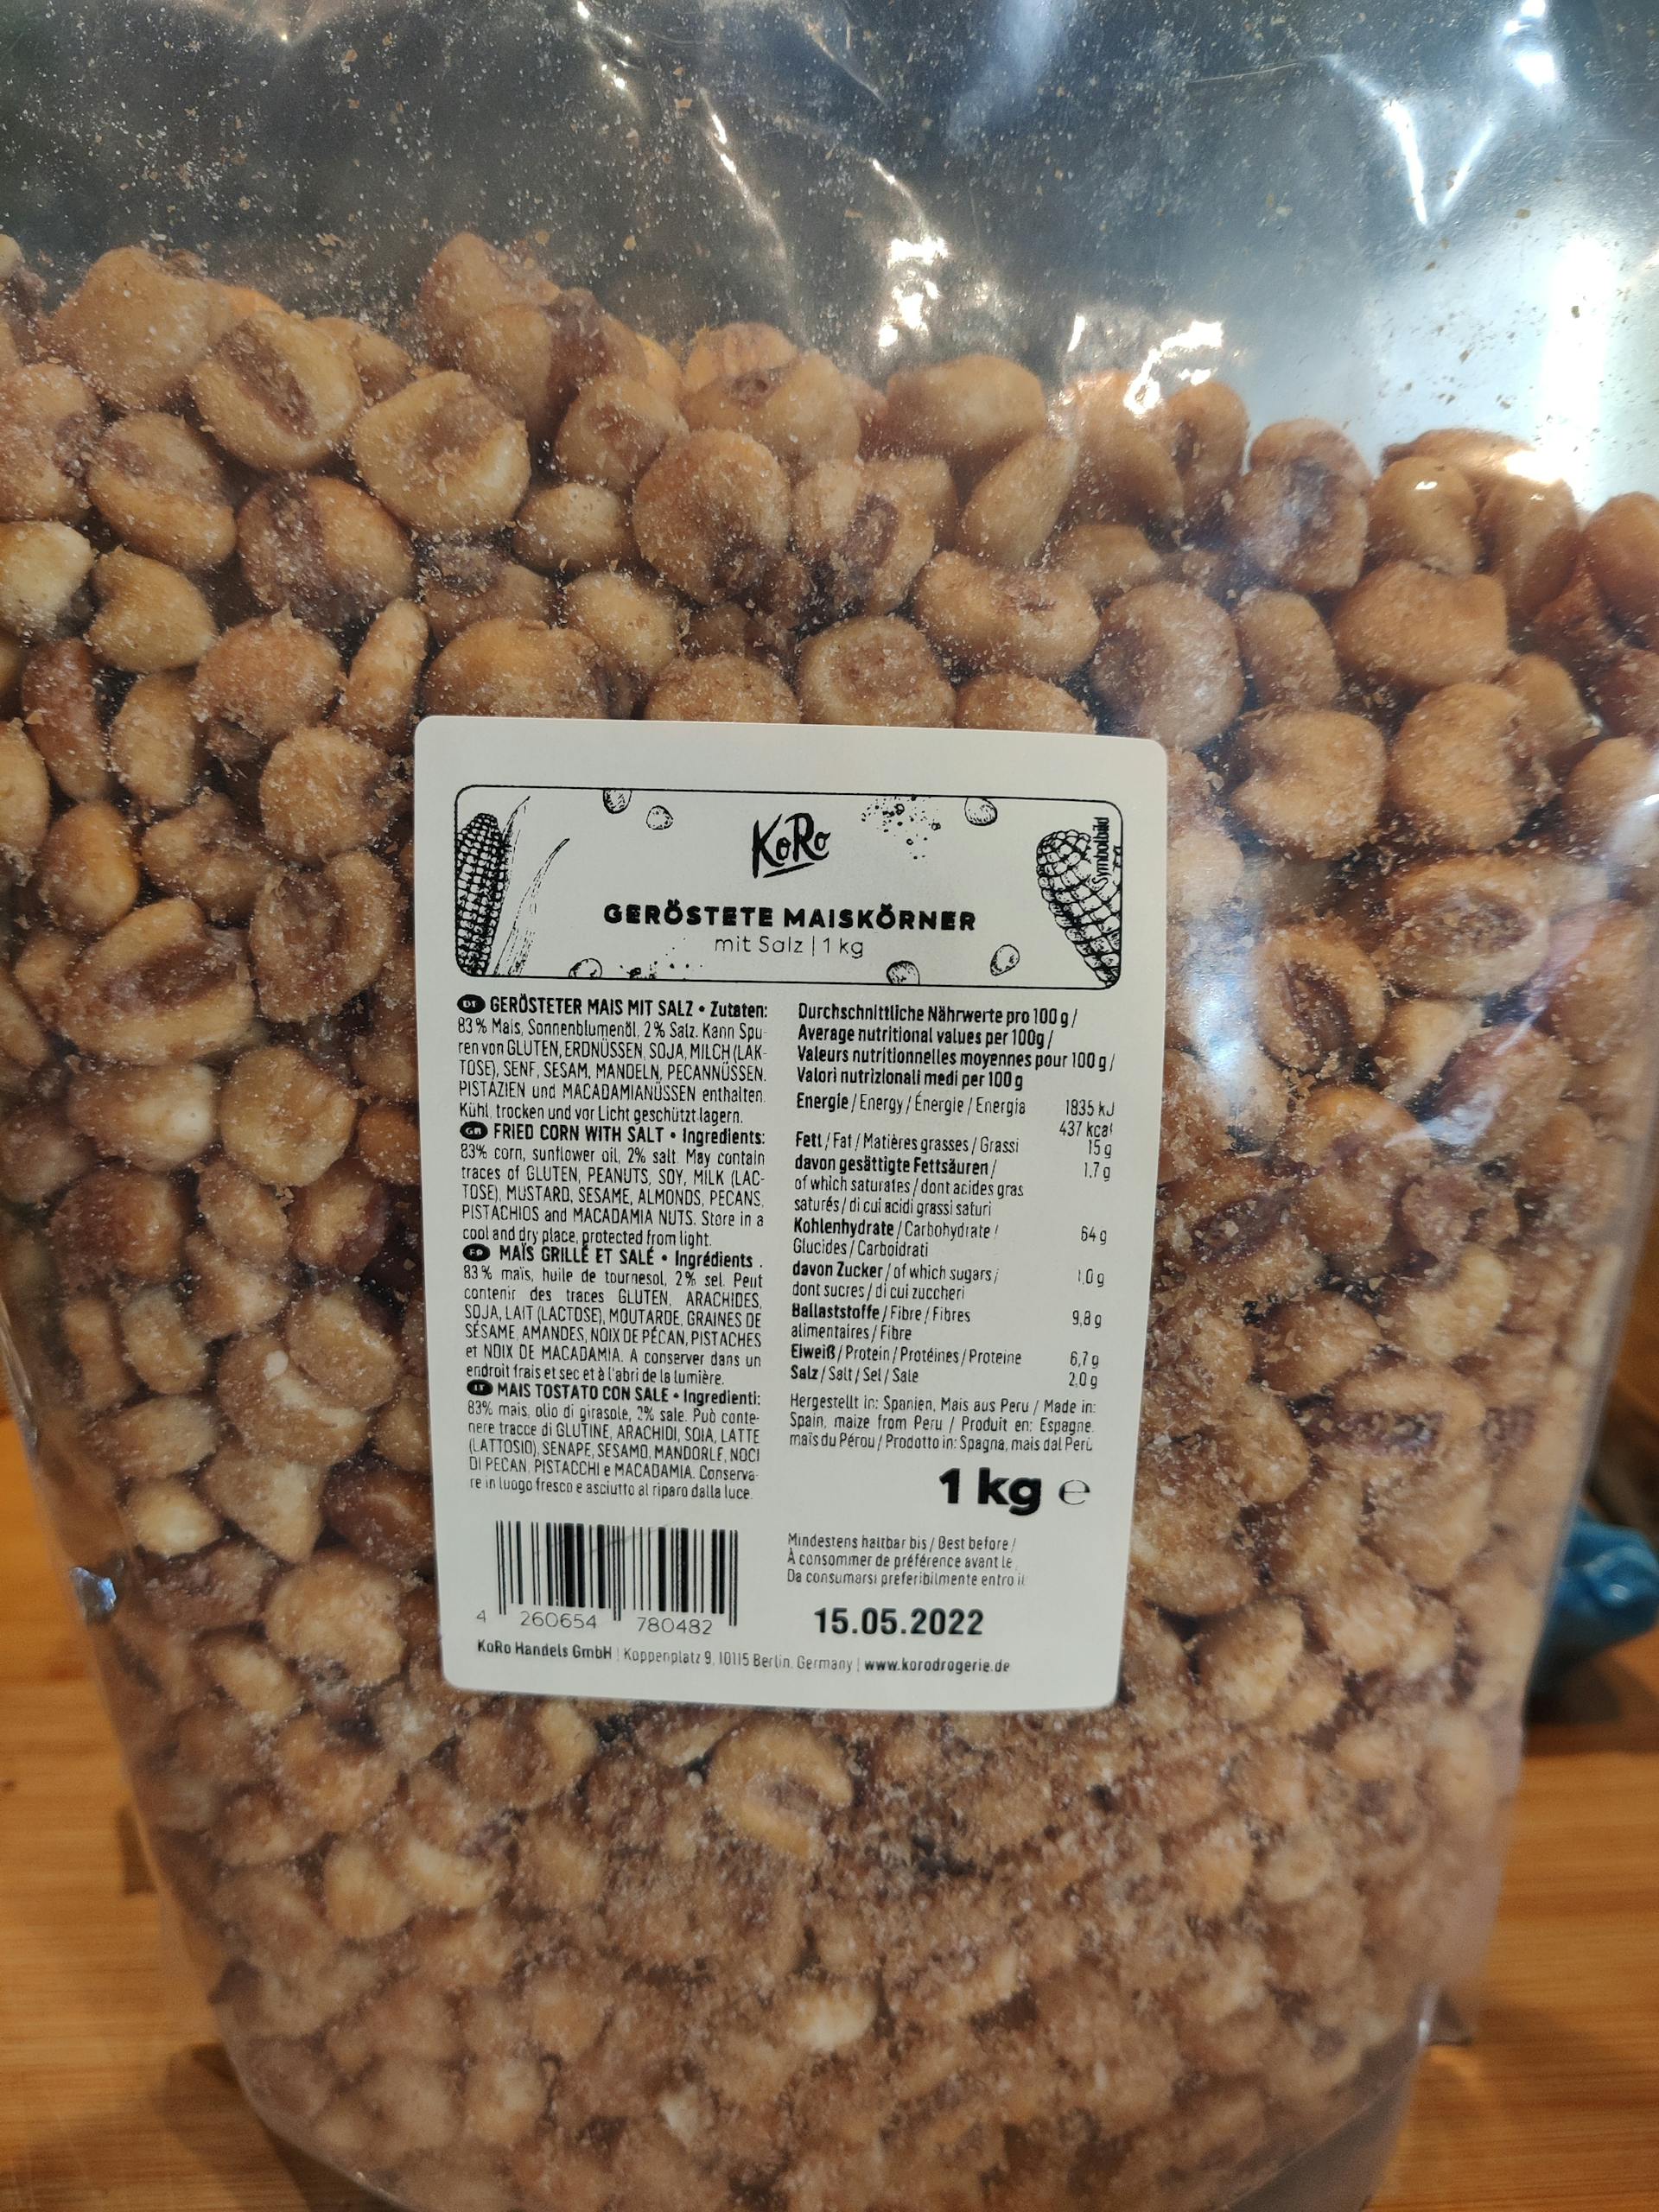 KoRo
Symbolbild
GERÖSTETE MAISKÖRNER
mit Salz | 1 kg
DE GERÖSTETER MAIS MIT SALZ • Zutaten:
83% Mais, Sonnenblumenöl, 2% Salz. Kann Spu-
ren von GLUTEN, ERDNÜSSEN, SOJA, MILCH (LAK-
TOSE), SENF, SESAM, MANDELN, PECANNÜSSEN,
PISTAZIEN und MACADAMIANÜSSEN enthalten.
Kühl, trocken und vor Licht geschützt lagern.
GB FRIED CORN WITH SALT • Ingredients:
83% corn, sunflower oil, 2% salt. May contain
traces of GLUTEN, PEANUTS, SOY, MILK (LAC-
TOSE), MUSTARD, SESAME, ALMONDS, PECANS,
PISTACHIOS and MACADAMIA NUTS. Store in a
cool and dry place, protected from light.
FR MAÏS GRILLÉ ET SALÉ • Ingrédients :
83% maïs, huile de tournesol, 2% sel. Peut
contenir des traces GLUTEN, ARACHIDES,
SOJA, LAIT (LACTOSE), MOUTARDE, GRAINES DE
SÉSAME, AMANDES, NOIX DE PÉCAN, PISTACHES
et NOIX DE MACADAMIA. A conserver dans un
endroit frais et sec et à l'abri de la lumière.
IT MAIS TOSTATO CON SALE • Ingredienti:
83% mais, olio di girasole, 2% sale. Può conte-
nere tracce di GLUTINE, ARACHIDI, SOIA, LATTE
(LATTOSIO), SENAPE, SESAMO, MANDORLE, NOCI
DI PECAN, PISTACCHI e MACADAMIA. Conserva-
re in luogo fresco e asciutto al riparo dalla luce.
Durchschnittliche Nährwerte pro 100 g /
Average nutritional values per 100g /
Valeurs nutritionnelles moyennes pour 100 g /
Valori nutrizionali medi per 100 g
Energie / Energy / Énergie / Energia 1835 kJ
437 kcal
Fett / Fat / Matières grasses / Grassi 15 g
davon gesättigte Fettsäuren / 1,7 g
of which saturates / dont acides gras
saturés / di cui acidi grassi saturi
Kohlenhydrate / Carbohydrate / 64 g
Glucides / Carboidrati
davon Zucker / of which sugars / 1,0 g
dont sucres / di cui zuccheri
Ballaststoffe / Fibre / Fibres 9,8 g
alimentaires / Fibre
Eiweiß / Protein / Protéines / Proteine 6,7 g
Salz / Salt / Sel / Sale 2,0 g
Hergestellt in: Spanien, Mais aus Peru / Made in:
Spain, maize from Peru / Produit en: Espagne,
maïs du Pérou / Prodotto in: Spagna, mais dal Perù
1 kg ℮
Mindestens haltbar bis / Best before /
À consommer de préférence avant le
Da consumarsi preferibilmente entro il
15.05.2022
4 260654 780482
KoRo Handels GmbH | Koppenplatz 9, 10115 Berlin, Germany | www.korodrogerie.de